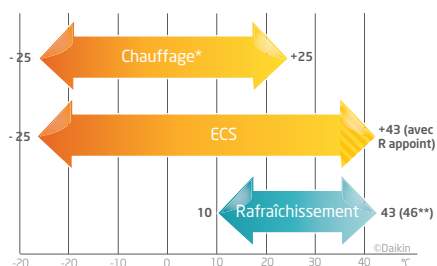 Chauffage*
- 25
+25
ECS
- 25
+43 (avec
R appoint)
Rafraîchissement
10
43 (46**)
©Daikin
-20 -20 -10 0 10 20 30 40 °C